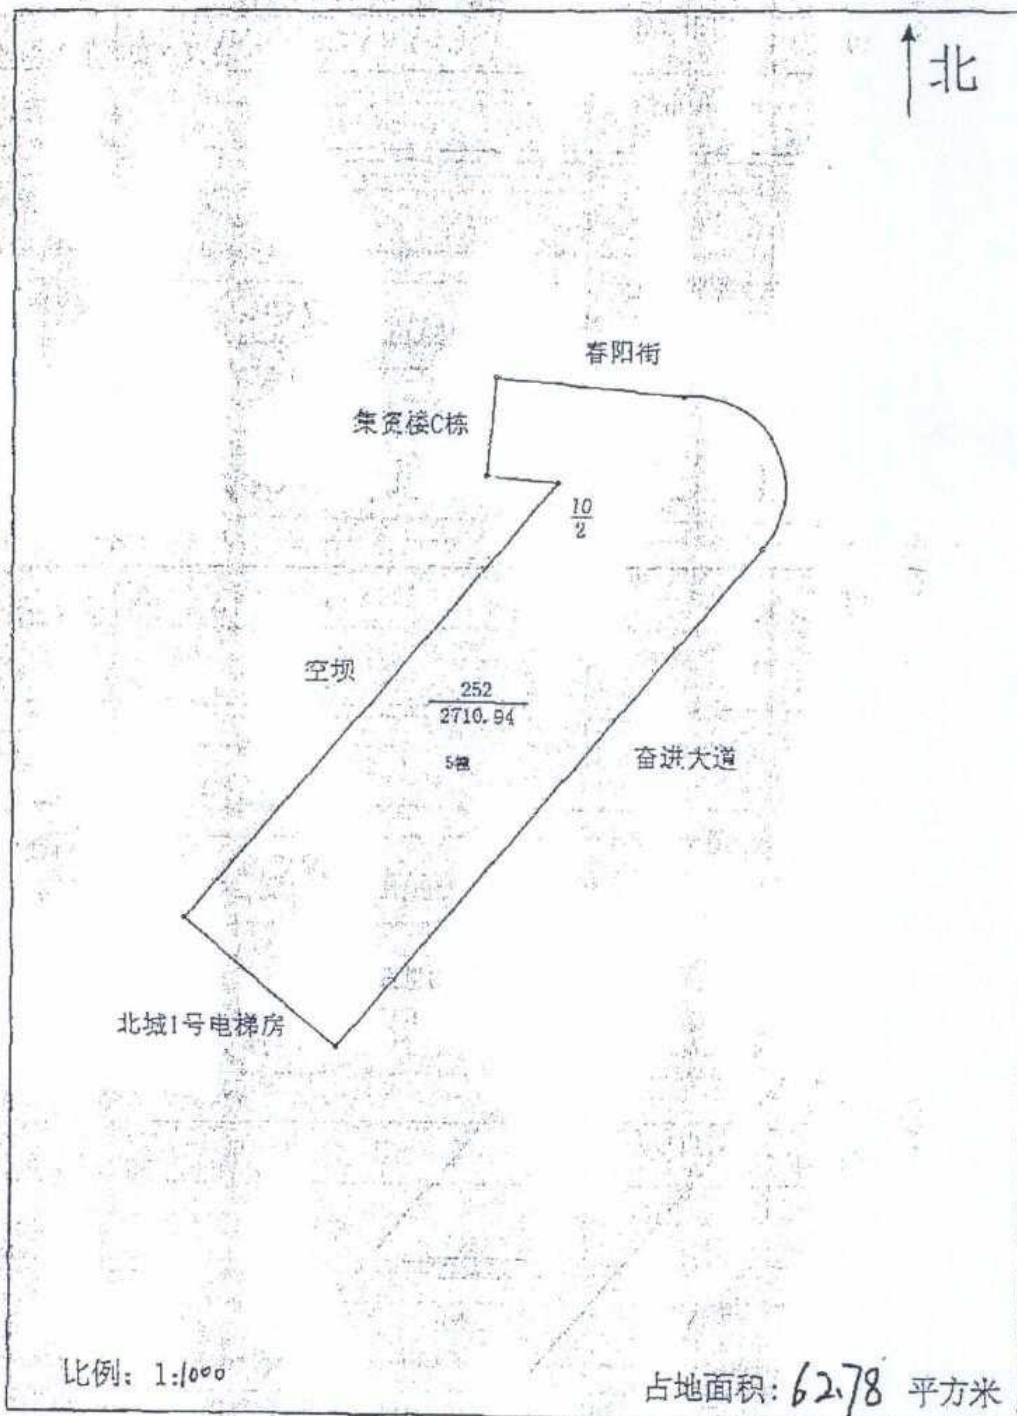 北
春阳街
集资楼C栋
10
2
空坝
252
2710.94
5幢
奋进大道
北城1号电梯房
比例：1:1000
占地面积：62.78 平方米